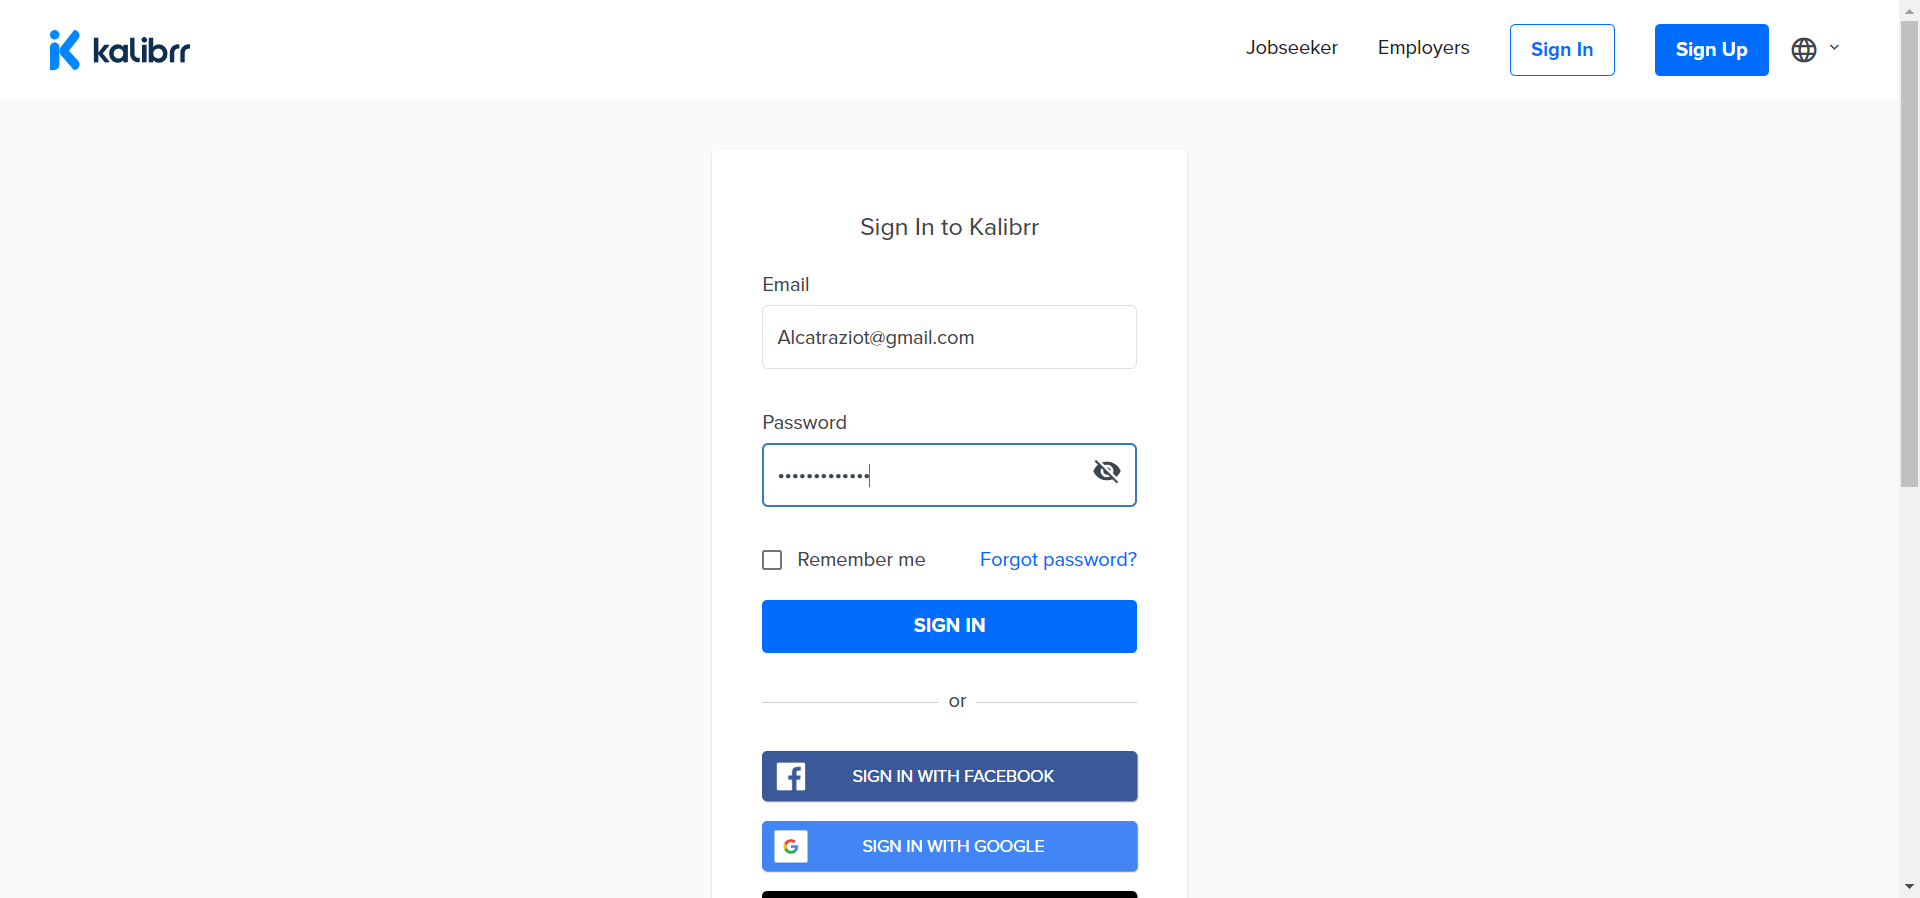 kalibrr
Jobseeker
Employers
Sign In
Sign Up
Sign In to Kalibrr
Email
Alcatraziot@gmail.com
Password
•••••••••••••
Remember me
Forgot password?
SIGN IN
or
SIGN IN WITH FACEBOOK
SIGN IN WITH GOOGLE